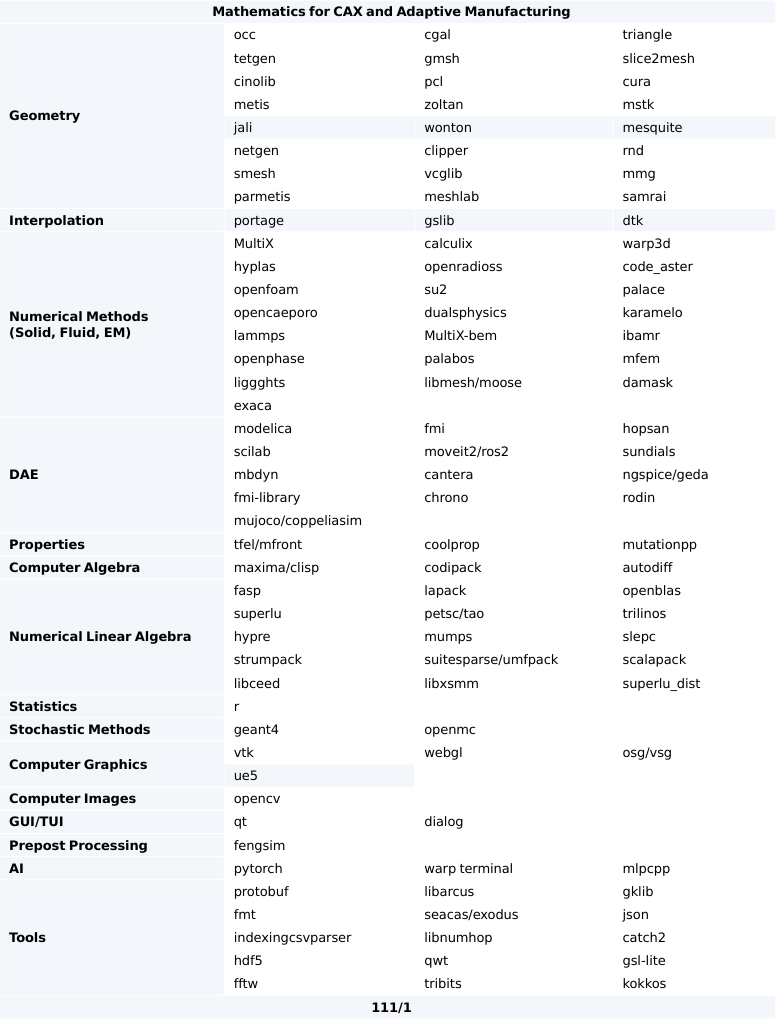 Mathematics for CAX and Adaptive Manufacturing
Geometry
occ cgal triangle
tetgen gmsh slice2mesh
cinolib pcl cura
metis zoltan mstk
jali wonton mesquite
netgen clipper rnd
smesh vcglib mmg
parmetis meshlab samrai
Interpolation portage gslib dtk
Numerical Methods
(Solid, Fluid, EM)
MultiX calculix warp3d
hyplas openradioss code_aster
openfoam su2 palace
opencaeporo dualsphysics karamelo
lammps MultiX-bem ibamr
openphase palabos mfem
liggghts libmesh/moose damask
exaca
DAE
modelica fmi hopsan
scilab moveit2/ros2 sundials
mbdyn cantera ngspice/geda
fmi-library chrono rodin
mujoco/coppeliasim
Properties tfel/mfront coolprop mutationpp
Computer Algebra maxima/clisp codipack autodiff
Numerical Linear Algebra
fasp lapack openblas
superlu petsc/tao trilinos
hypre mumps slepc
strumpack suitesparse/umfpack scalapack
libceed libxsmm superlu_dist
Statistics r
Stochastic Methods geant4 openmc
Computer Graphics
vtk webgl osg/vsg
ue5
Computer Images opencv
GUI/TUI qt dialog
Prepost Processing fengsim
AI pytorch warp terminal mlpcpp
Tools
protobuf libarcus gklib
fmt seacas/exodus json
indexingcsvparser libnumhop catch2
hdf5 qwt gsl-lite
fftw tribits kokkos
111/1